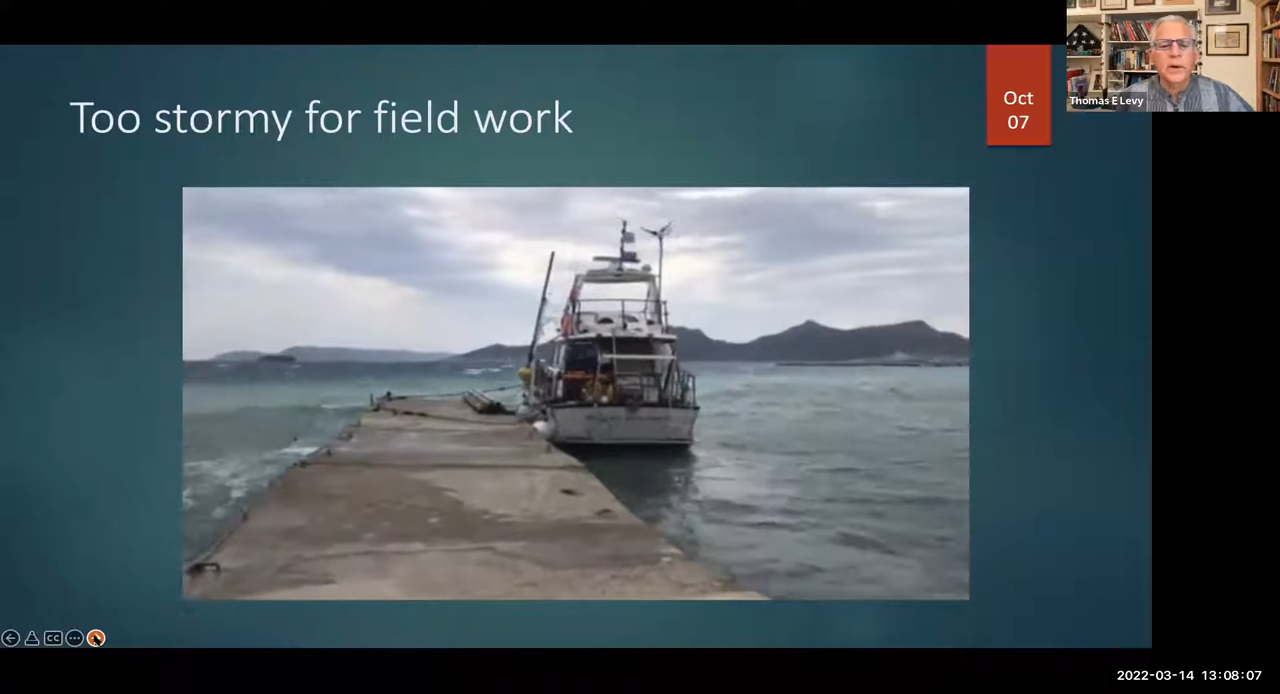 Too stormy for field work
Oct
07
Thomas E Levy
CC
2022-03-14 13:08:07